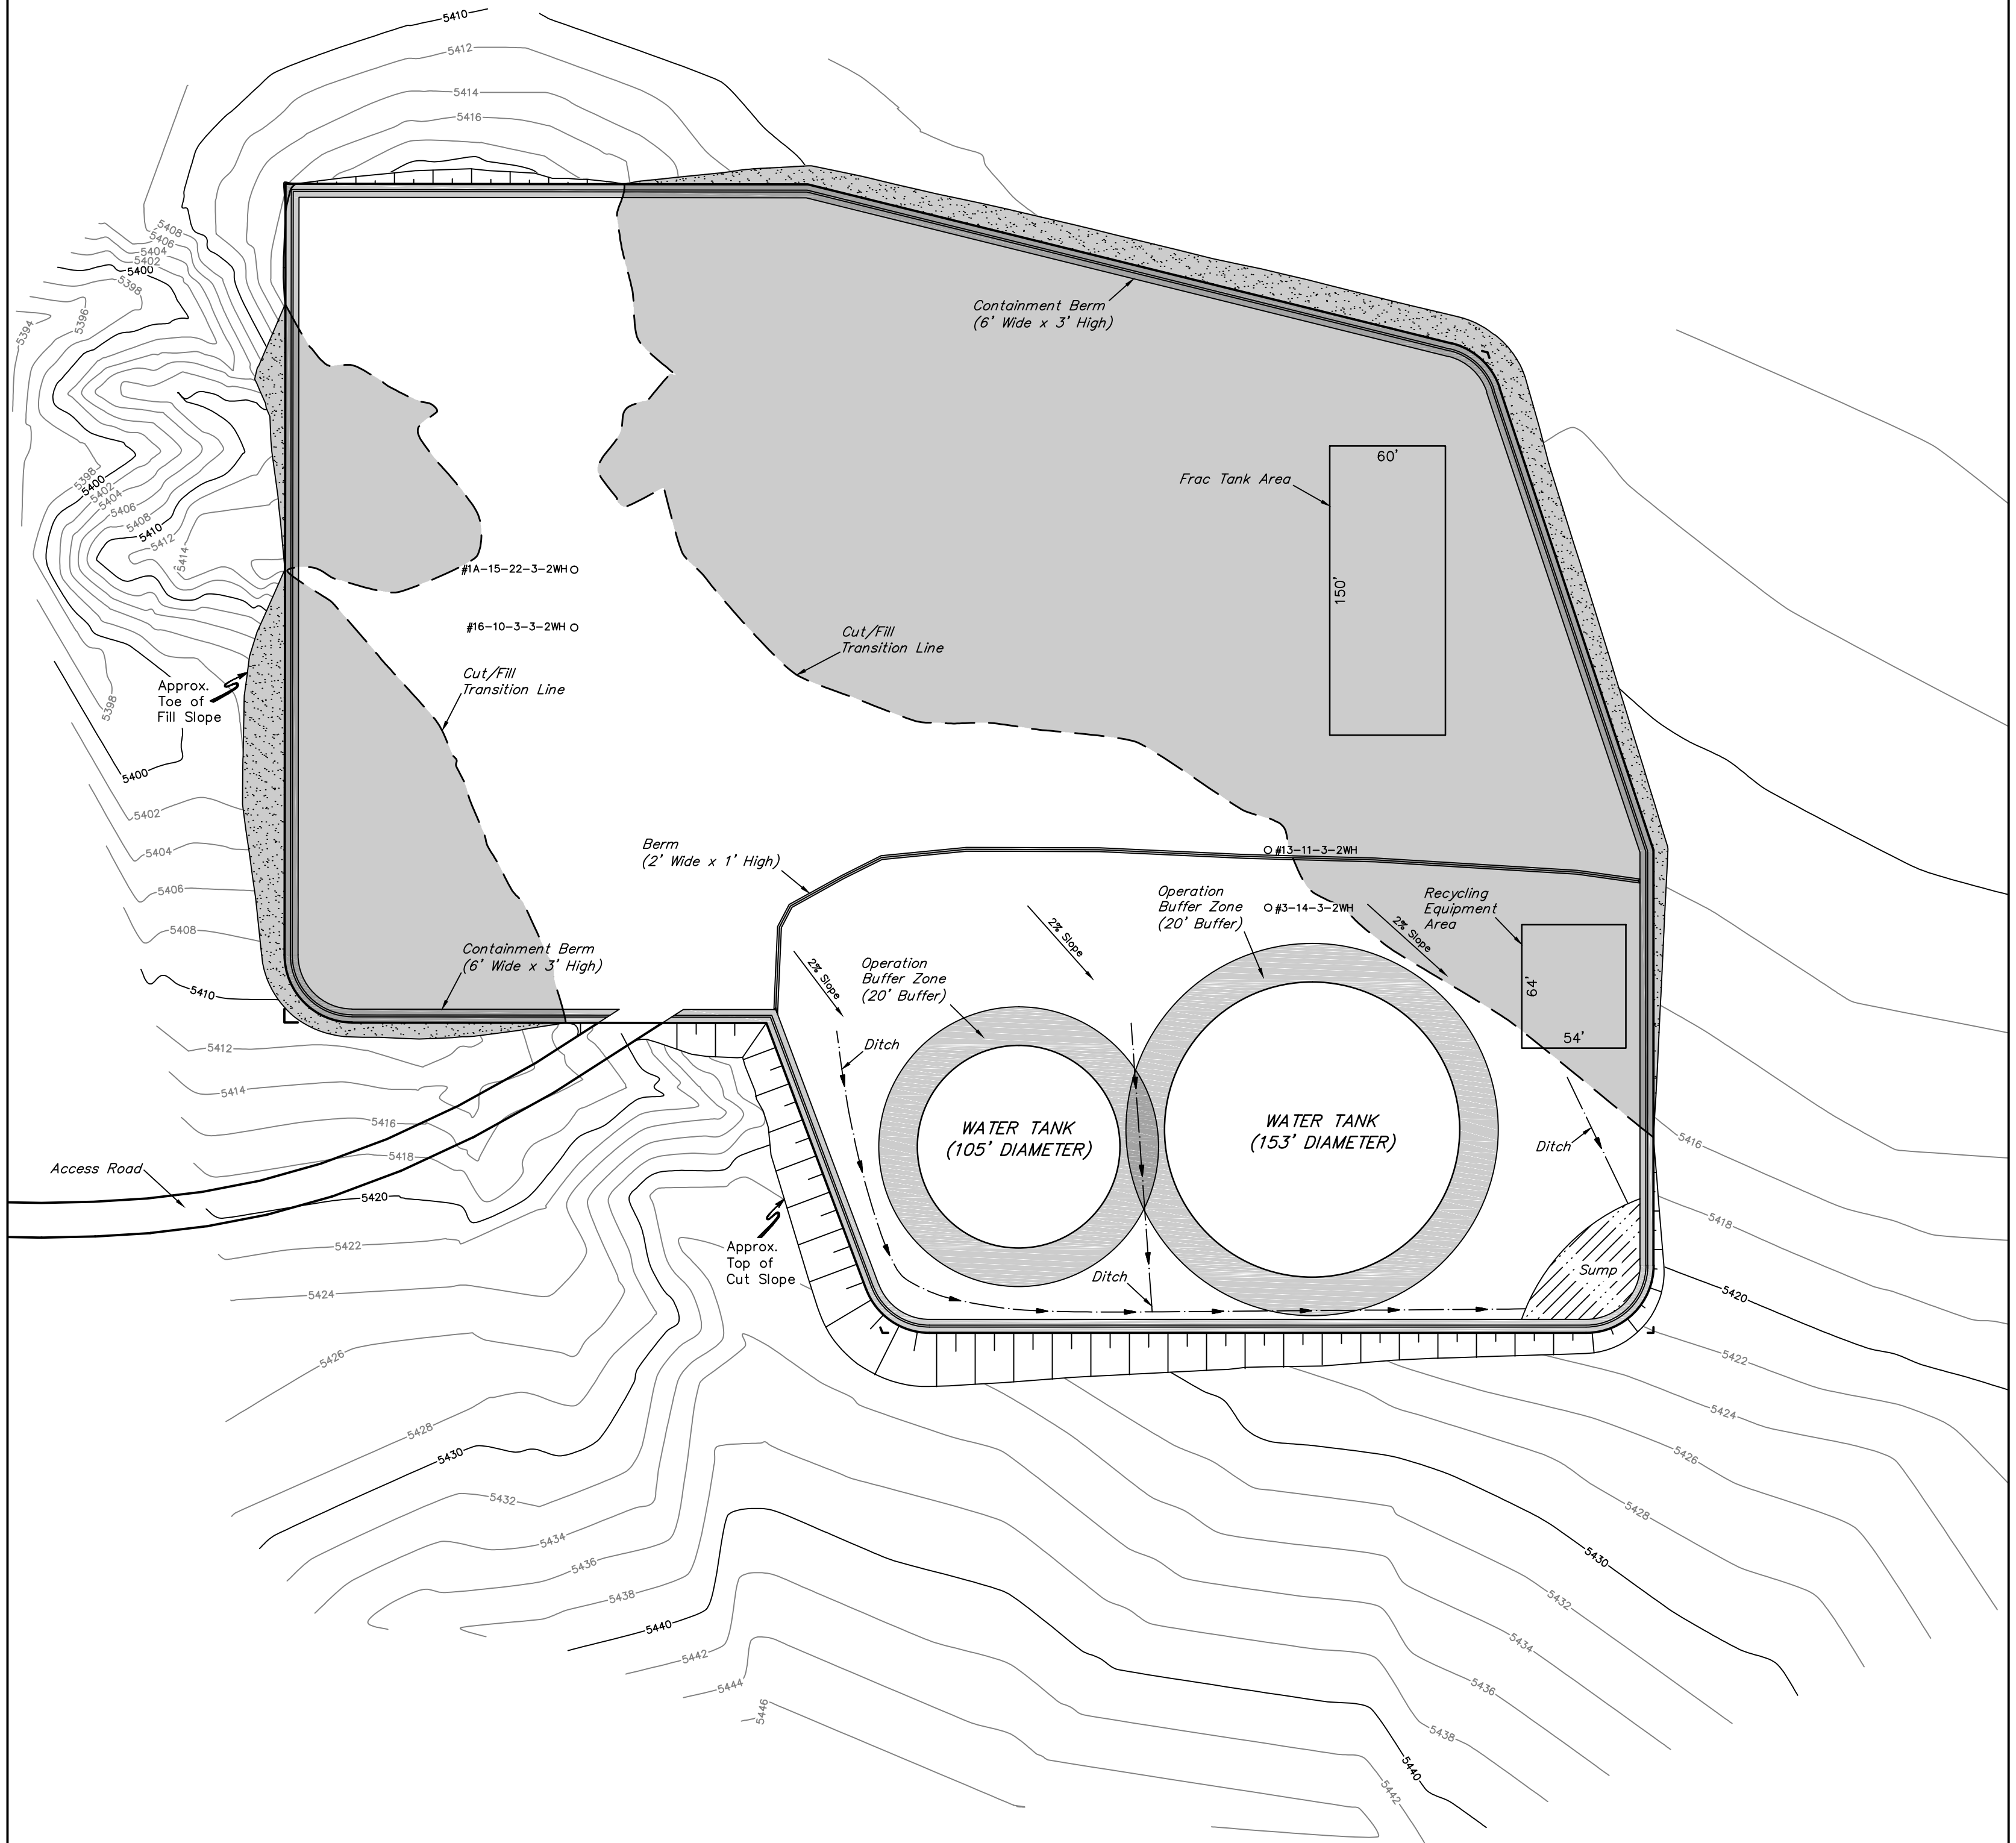 5410
5412
5414
5416
5408
5406
5404
5402
5400
5398
5396
5394
Containment Berm
(6' Wide x 3' High)
60'
Frac Tank Area
150'
5398
5400
5402
5404
5406
5408
5410
5412
5414
#1A-15-22-3-2WH
#16-10-3-3-2WH
Cut/Fill
Transition Line
Cut/Fill
Transition Line
Approx.
Toe of
Fill Slope
5398
5400
5402
5404
5406
5408
5410
5412
5414
5416
5418
5420
5422
5424
5426
5428
5430
5432
5434
5436
5438
5440
5442
5444
5446
Berm
(2' Wide x 1' High)
#13-11-3-2WH
#3-14-3-2WH
Operation
Buffer Zone
(20' Buffer)
Recycling
Equipment
Area
2% Slope
2% Slope
2% Slope
64'
54'
Containment Berm
(6' Wide x 3' High)
Operation
Buffer Zone
(20' Buffer)
Ditch
WATER TANK
(105' DIAMETER)
WATER TANK
(153' DIAMETER)
Ditch
Access Road
Approx.
Top of
Cut Slope
Ditch
Sump
5416
5418
5420
5422
5424
5426
5428
5430
5432
5434
5436
5438
5440
5442